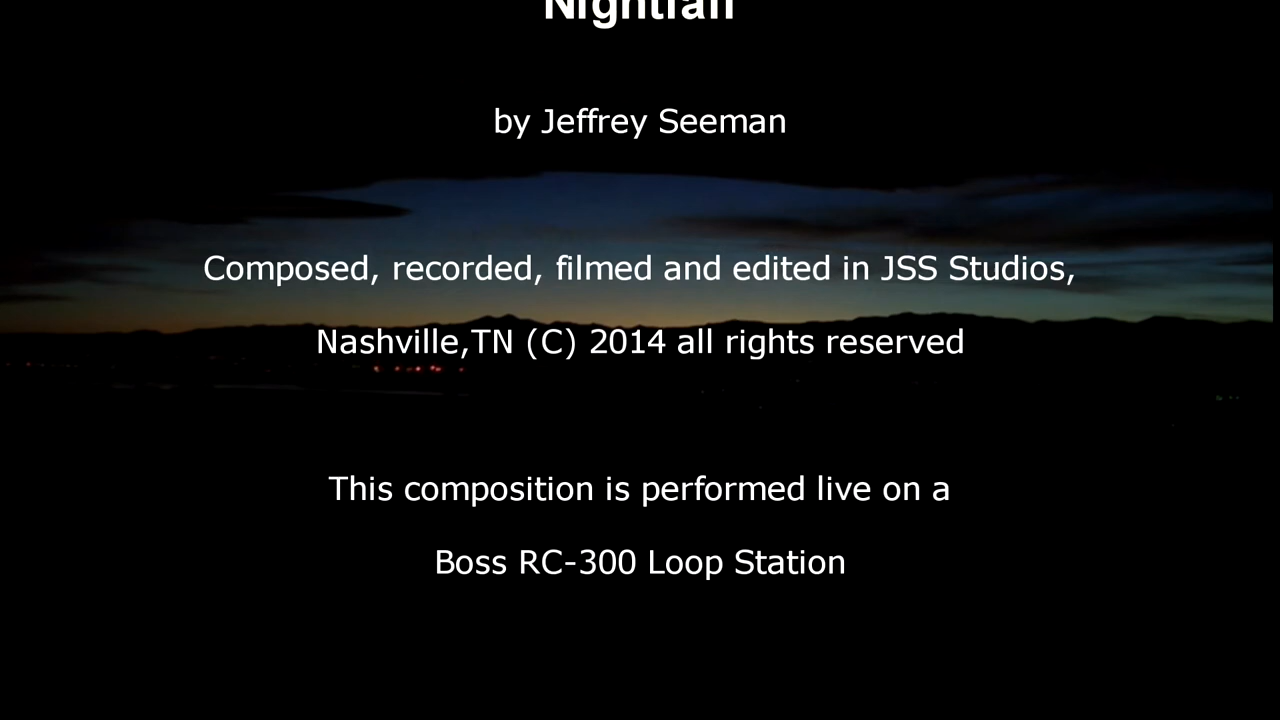 Nightfall
by Jeffrey Seeman
Composed, recorded, filmed and edited in JSS Studios,
Nashville,TN (C) 2014 all rights reserved
This composition is performed live on a
Boss RC-300 Loop Station